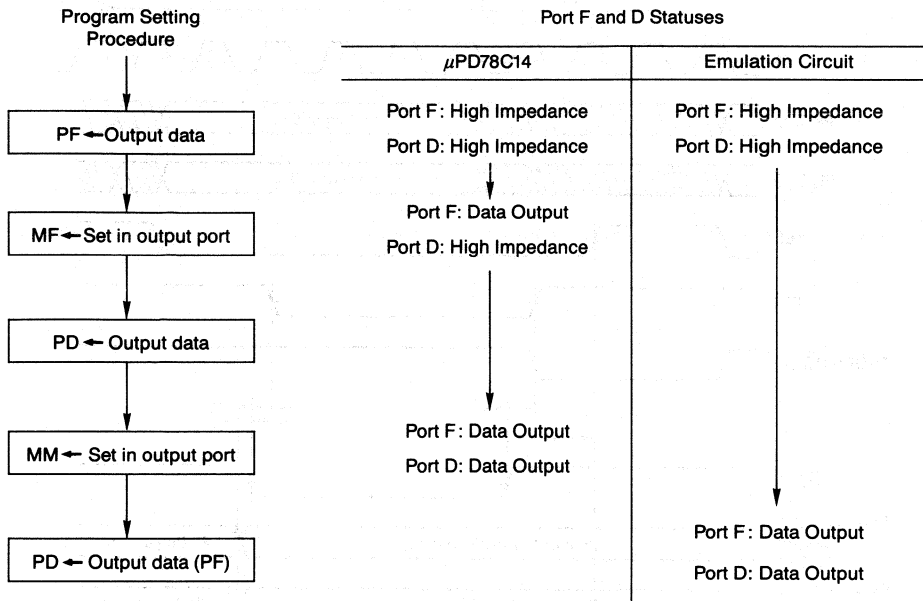 Program Setting
Procedure
PF ← Output data
MF ← Set in output port
PD ← Output data
MM ← Set in output port
PD ← Output data (PF)
Port F and D Statuses
μPD78C14
Emulation Circuit
Port F : High Impedance
Port D: High Impedance
Port F: Data Output
Port D: High Impedance
Port F : Data Output
Port D: Data Output
Port F : High Impedance
Port D: High Impedance
Port F : Data Output
Port D: Data Output